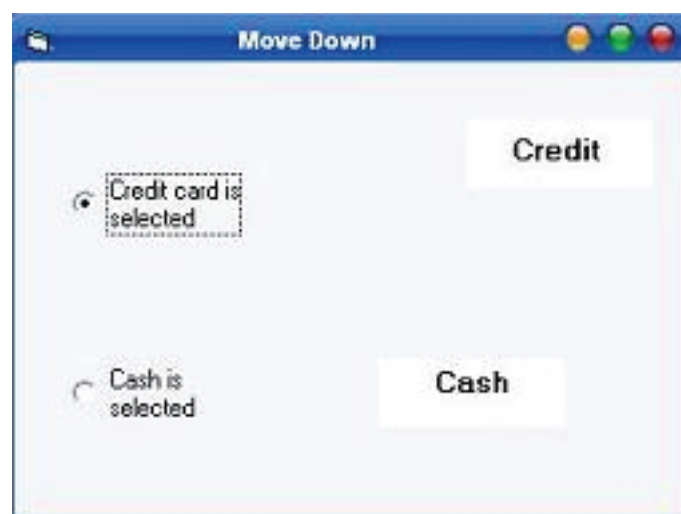 Move Down
Credit
Credit card is
selected
Cash is
selected
Cash